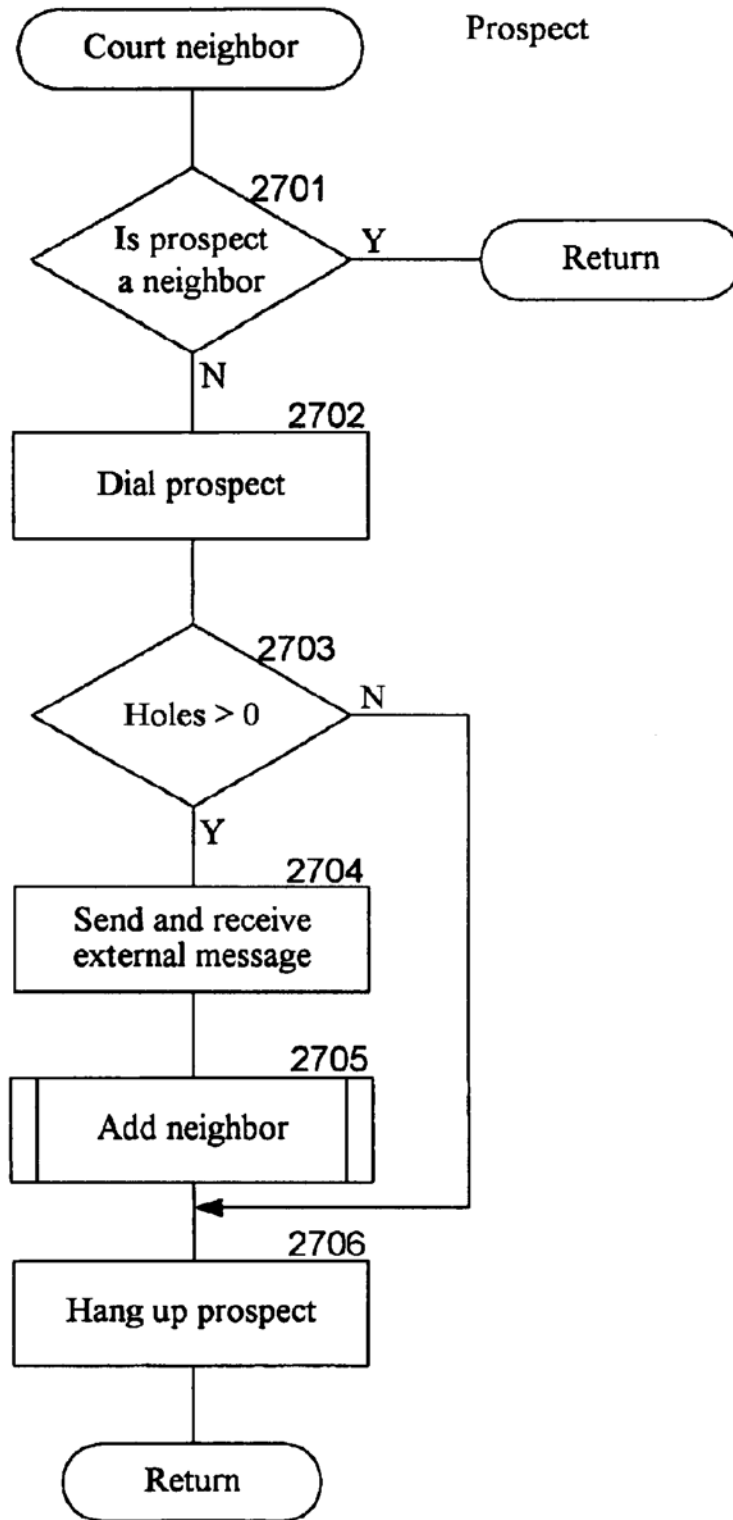 Court neighbor
Prospect
2701
Is prospect
a neighbor
Y
Return
N
2702
Dial prospect
2703
Holes > 0
N
Y
2704
Send and receive
external message
2705
Add neighbor
2706
Hang up prospect
Return